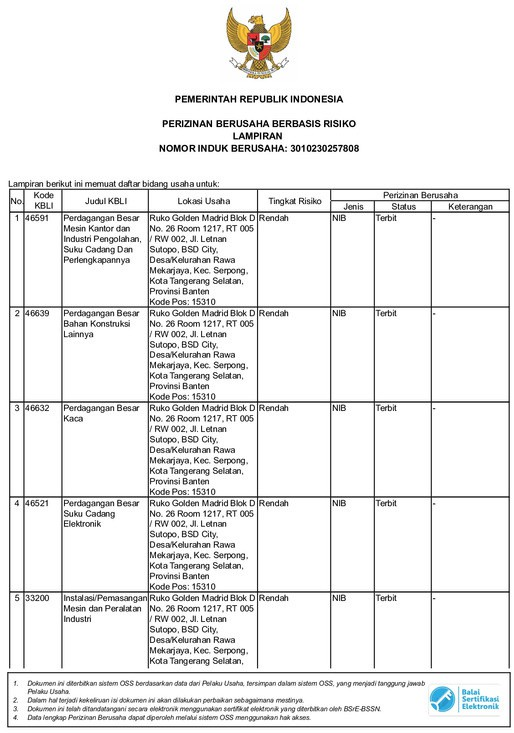 PEMERINTAH REPUBLIK INDONESIA
PERIZINAN BERUSAHA BERBASIS RISIKO
LAMPIRAN
NOMOR INDUK BERUSAHA: 3010230257808
Lampiran berikut ini memuat daftar bidang usaha untuk:
No. Kode KBLI Judul KBLI Lokasi Usaha Tingkat Risiko Perizinan Berusaha
Jenis Status Keterangan
1 46591 Perdagangan Besar Ruko Golden Madrid Blok D Rendah NIB Terbit -
Mesin Kantor dan No. 26 Room 1217, RT 005
Industri Pengolahan, / RW 002, Jl. Letnan
Suku Cadang Dan Sutopo, BSD City,
Perlengkapannya Desa/Kelurahan Rawa
Mekarjaya, Kec. Serpong,
Kota Tangerang Selatan,
Provinsi Banten
Kode Pos: 15310
2 46639 Perdagangan Besar Ruko Golden Madrid Blok D Rendah NIB Terbit -
Bahan Konstruksi No. 26 Room 1217, RT 005
Lainnya / RW 002, Jl. Letnan
Sutopo, BSD City,
Desa/Kelurahan Rawa
Mekarjaya, Kec. Serpong,
Kota Tangerang Selatan,
Provinsi Banten
Kode Pos: 15310
3 46632 Perdagangan Besar Ruko Golden Madrid Blok D Rendah NIB Terbit -
Kaca No. 26 Room 1217, RT 005
/ RW 002, Jl. Letnan
Sutopo, BSD City,
Desa/Kelurahan Rawa
Mekarjaya, Kec. Serpong,
Kota Tangerang Selatan,
Provinsi Banten
Kode Pos: 15310
4 46521 Perdagangan Besar Ruko Golden Madrid Blok D Rendah NIB Terbit -
Suku Cadang No. 26 Room 1217, RT 005
Elektronik / RW 002, Jl. Letnan
Sutopo, BSD City,
Desa/Kelurahan Rawa
Mekarjaya, Kec. Serpong,
Kota Tangerang Selatan,
Provinsi Banten
Kode Pos: 15310
5 33200 Instalasi/Pemasangan Ruko Golden Madrid Blok D Rendah NIB Terbit -
Mesin dan Peralatan No. 26 Room 1217, RT 005
Industri / RW 002, Jl. Letnan
Sutopo, BSD City,
Desa/Kelurahan Rawa
Mekarjaya, Kec. Serpong,
Kota Tangerang Selatan,
1. Dokumen ini diterbitkan sistem OSS berdasarkan data dari Pelaku Usaha, tersimpan dalam sistem OSS, yang menjadi tanggung jawab
Pelaku Usaha.
2. Dalam hal terjadi kekeliruan isi dokumen ini akan dilakukan perbaikan sebagaimana mestinya.
3. Dokumen ini telah ditandatangani secara elektronik menggunakan sertifikat elektronik yang diterbitkan oleh BSrE-BSSN.
4. Data lengkap Perizinan Berusaha dapat diperoleh melalui sistem OSS menggunakan hak akses.
Balai
Sertifikasi
Elektronik